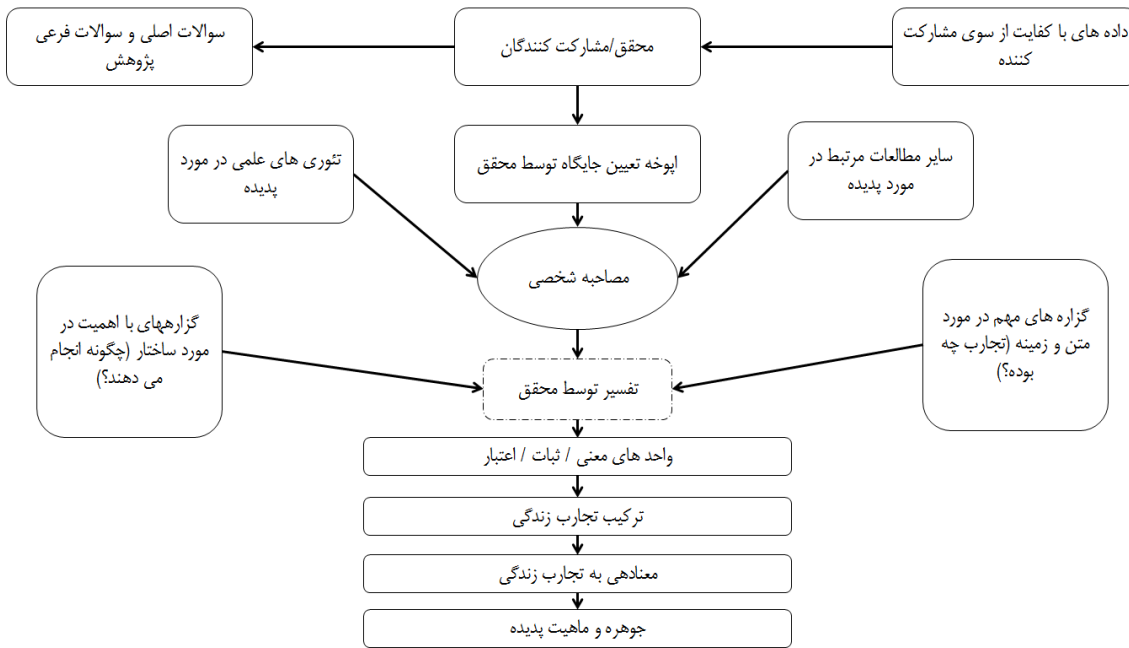 داده های با کفایت از سوی مشارکت
کننده
محقق/مشارکت کنندگان
سوالات اصلی و سوالات فرعی
پژوهش
سایر مطالعات مرتبط در
مورد پدیده
اپوخه تعیین جایگاه توسط محقق
تئوری های علمی در مورد
پدیده
مصاحبه شخصی
گزاره های مهم در مورد
متن و زمینه (تجارب چه
بوده؟)
گزارههای با اهمیت در
مورد ساختار (چگونه انجام
می دهند؟)
تفسیر توسط محقق
واحد های معنی / ثبات / اعتبار
ترکیب تجارب زندگی
معنادهی به تجارب زندگی
جوهره و ماهیت پدیده